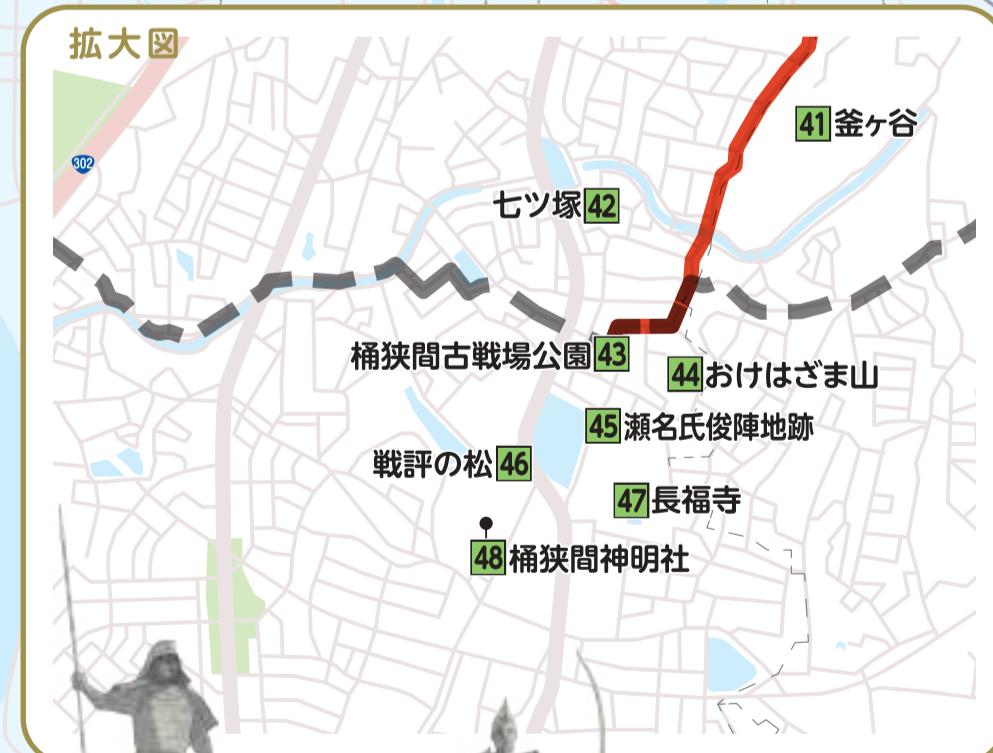 拡大図
302
41 釜ヶ谷
七ツ塚 42
桶狭間古戦場公園 43
44 おけはざま山
45 瀬名氏俊陣地跡
戦評の松 46
47 長福寺
48 桶狭間神明社